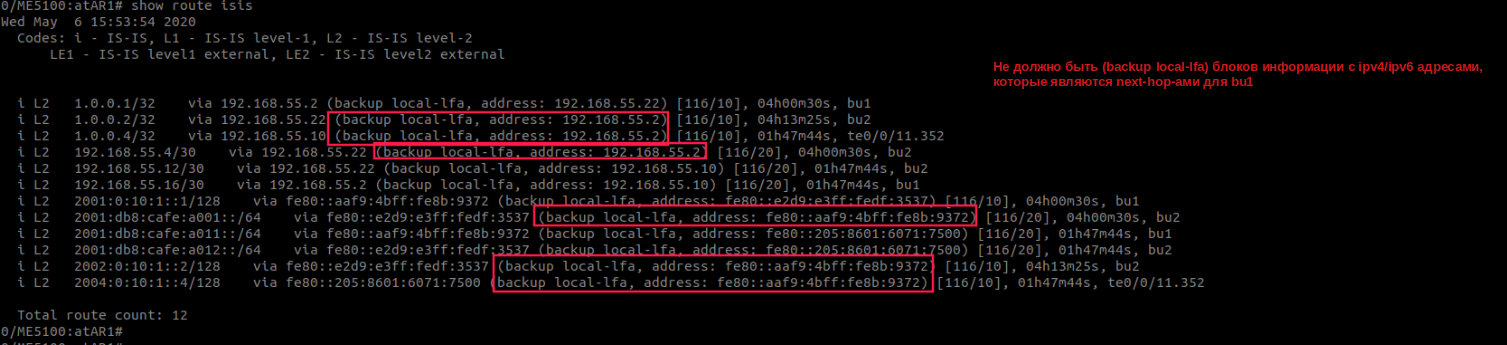 0/ME5100:atAR1# show route isis
Wed May  6 15:53:54 2020
  Codes: i - IS-IS, L1 - IS-IS level-1, L2 - IS-IS level-2
      LE1 - IS-IS level1 external, LE2 - IS-IS level2 external
Не должно быть (backup local-lfa) блоков информации с ipv4/ipv6 адресами,
которые являются next-hop-ами для bu1
  i L2   1.0.0.1/32    via 192.168.55.2 (backup local-lfa, address: 192.168.55.22) [116/10], 04h00m30s, bu1
  i L2   1.0.0.2/32    via 192.168.55.22 (backup local-lfa, address: 192.168.55.2) [116/10], 04h13m25s, bu2
  i L2   1.0.0.4/32    via 192.168.55.10 (backup local-lfa, address: 192.168.55.2) [116/10], 01h47m44s, te0/0/11.352
  i L2   192.168.55.4/30    via 192.168.55.22 (backup local-lfa, address: 192.168.55.2) [116/20], 04h00m30s, bu2
  i L2   192.168.55.12/30    via 192.168.55.22 (backup local-lfa, address: 192.168.55.10) [116/20], 01h47m44s, bu2
  i L2   192.168.55.16/30    via 192.168.55.2 (backup local-lfa, address: 192.168.55.10) [116/20], 01h47m44s, bu1
  i L2   2001:0:10:1::1/128    via fe80::aaf9:4bff:fe8b:9372 (backup local-lfa, address: fe80::e2d9:e3ff:fedf:3537) [116/10], 04h00m30s, bu1
  i L2   2001:db8:cafe:a001::/64    via fe80::e2d9:e3ff:fedf:3537 (backup local-lfa, address: fe80::aaf9:4bff:fe8b:9372) [116/20], 04h00m30s, bu2
  i L2   2001:db8:cafe:a011::/64    via fe80::aaf9:4bff:fe8b:9372 (backup local-lfa, address: fe80::205:8601:6071:7500) [116/20], 01h47m44s, bu1
  i L2   2001:db8:cafe:a012::/64    via fe80::e2d9:e3ff:fedf:3537 (backup local-lfa, address: fe80::205:8601:6071:7500) [116/20], 01h47m44s, bu2
  i L2   2002:0:10:1::2/128    via fe80::e2d9:e3ff:fedf:3537 (backup local-lfa, address: fe80::aaf9:4bff:fe8b:9372) [116/10], 04h13m25s, bu2
  i L2   2004:0:10:1::4/128    via fe80::205:8601:6071:7500 (backup local-lfa, address: fe80::aaf9:4bff:fe8b:9372) [116/10], 01h47m44s, te0/0/11.352
  Total route count: 12
0/ME5100:atAR1#
0/ME5100:atAR1#